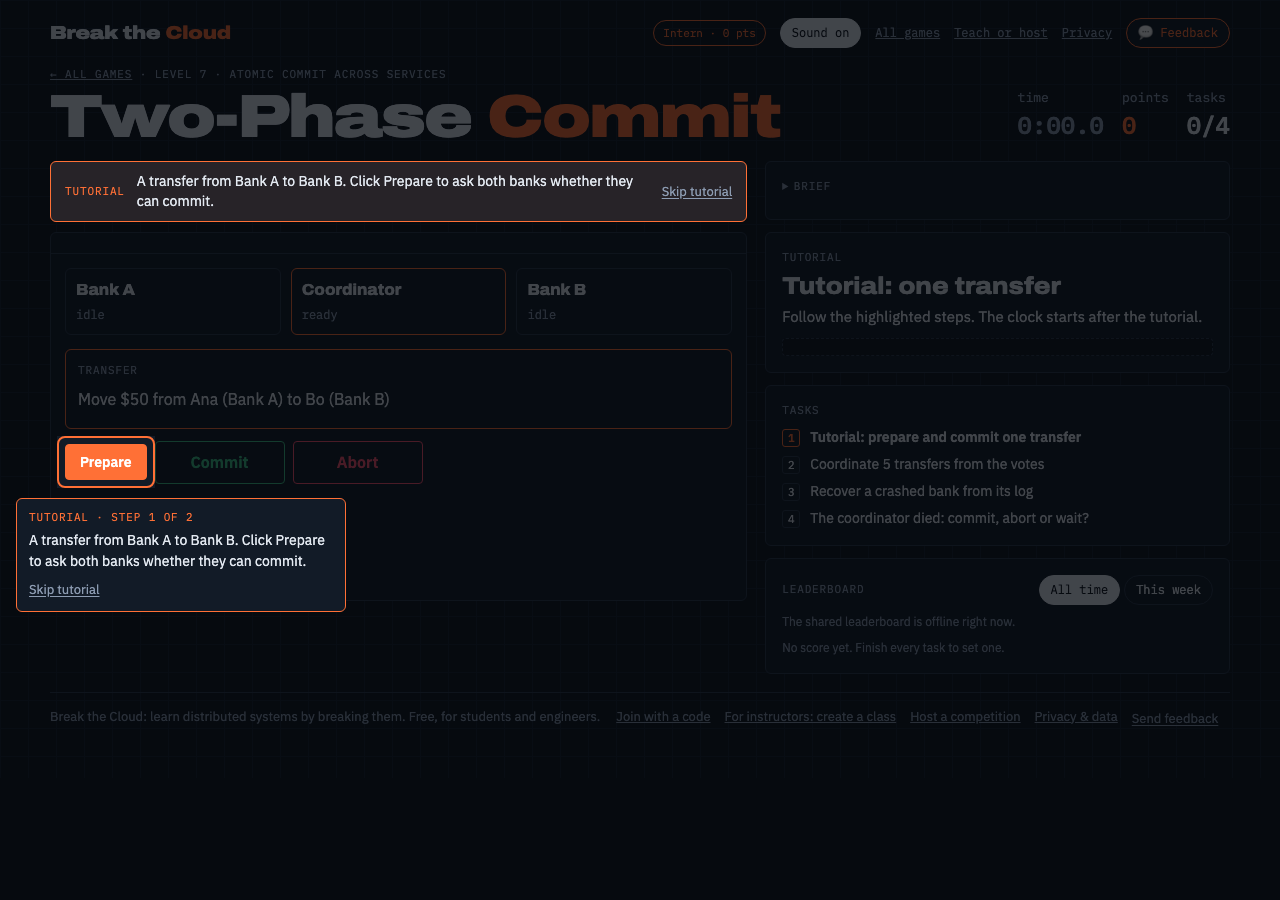 Break the Cloud
Intern · 0 pts
Sound on
All games
Teach or host
Privacy
💬 Feedback
← ALL GAMES · LEVEL 7 · ATOMIC COMMIT ACROSS SERVICES
Two-Phase Commit
time
0:00.0
points
0
tasks
0/4
TUTORIAL
A transfer from Bank A to Bank B. Click Prepare to ask both banks whether they
can commit.
Skip tutorial
Bank A
idle
Coordinator
ready
Bank B
idle
TRANSFER
Move $50 from Ana (Bank A) to Bo (Bank B)
Prepare
Commit
Abort
TUTORIAL · STEP 1 OF 2
A transfer from Bank A to Bank B. Click Prepare
to ask both banks whether they can commit.
Skip tutorial
▶ BRIEF
TUTORIAL
Tutorial: one transfer
Follow the highlighted steps. The clock starts after the tutorial.
TASKS
1 Tutorial: prepare and commit one transfer
2 Coordinate 5 transfers from the votes
3 Recover a crashed bank from its log
4 The coordinator died: commit, abort or wait?
LEADERBOARD
All time
This week
The shared leaderboard is offline right now.
No score yet. Finish every task to set one.
Break the Cloud: learn distributed systems by breaking them. Free, for students and engineers.
Join with a code
For instructors: create a class
Host a competition
Privacy & data
Send feedback